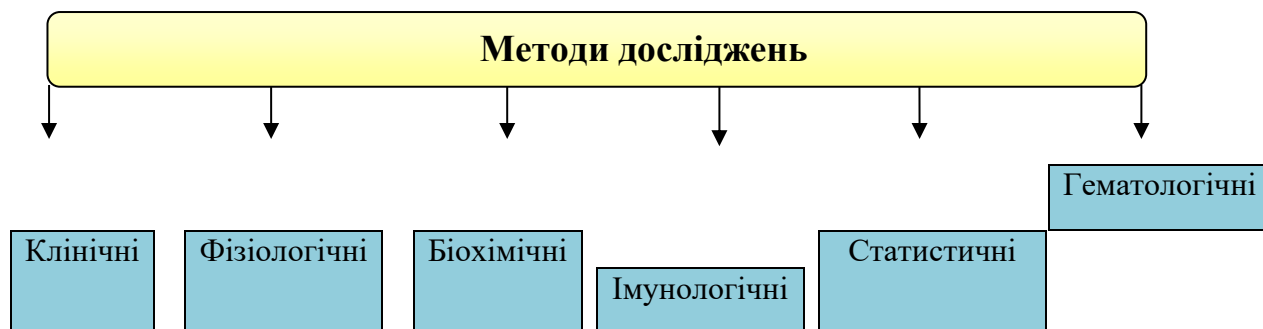 Методи досліджень
Гематологічні
Клінічні
Фізіологічні
Біохімічні
Імунологічні
Статистичні